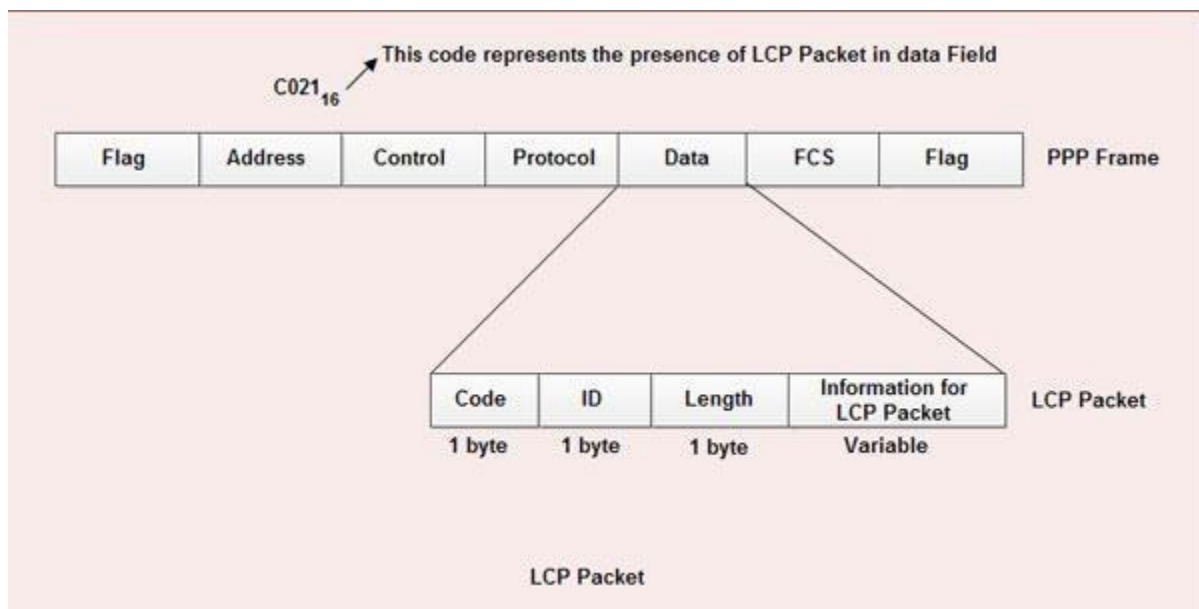 This code represents the presence of LCP Packet in data Field
C021₁₆
Flag Address Control Protocol Data FCS Flag PPP Frame
Code ID Length Information for LCP Packet LCP Packet
1 byte 1 byte 1 byte Variable
LCP Packet